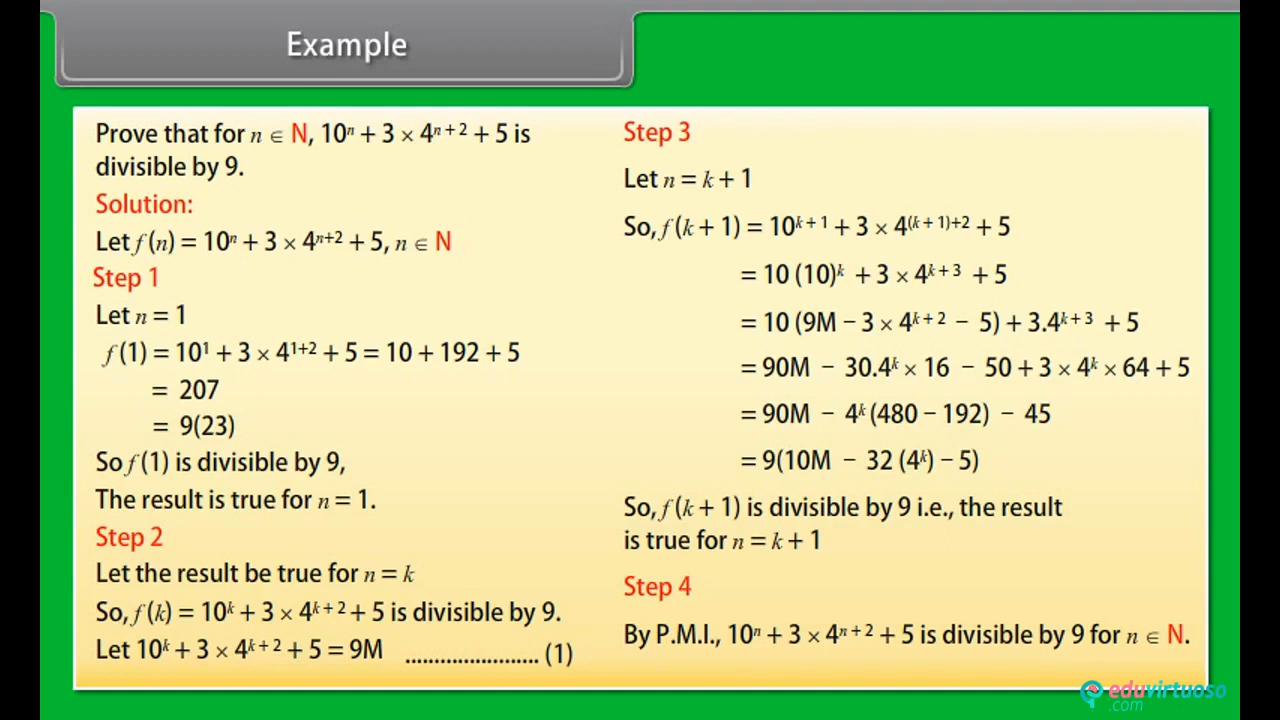 Example
Prove that for n ∈ N, 10ⁿ + 3 × 4ⁿ⁺² + 5 is
divisible by 9.
Solution:
Let f(n) = 10ⁿ + 3 × 4ⁿ⁺² + 5, n ∈ N
Step 1
Let n = 1
f(1) = 10¹ + 3 × 4¹⁺² + 5 = 10 + 192 + 5
= 207
= 9(23)
So f(1) is divisible by 9,
The result is true for n = 1.
Step 2
Let the result be true for n = k
So, f(k) = 10ᵏ + 3 × 4ᵏ⁺² + 5 is divisible by 9.
Let 10ᵏ + 3 × 4ᵏ⁺² + 5 = 9M ....................... (1)
Step 3
Let n = k + 1
So, f(k + 1) = 10ᵏ⁺¹ + 3 × 4⁽ᵏ⁺¹⁾⁺² + 5
= 10 (10)ᵏ + 3 × 4ᵏ⁺³ + 5
= 10 (9M − 3 × 4ᵏ⁺² − 5) + 3.4ᵏ⁺³ + 5
= 90M − 30.4ᵏ × 16 − 50 + 3 × 4ᵏ × 64 + 5
= 90M − 4ᵏ (480 − 192) − 45
= 9(10M − 32 (4ᵏ) − 5)
So, f(k + 1) is divisible by 9 i.e., the result
is true for n = k + 1
Step 4
By P.M.I., 10ⁿ + 3 × 4ⁿ⁺² + 5 is divisible by 9 for n ∈ N.
eduvirtuoso
.com